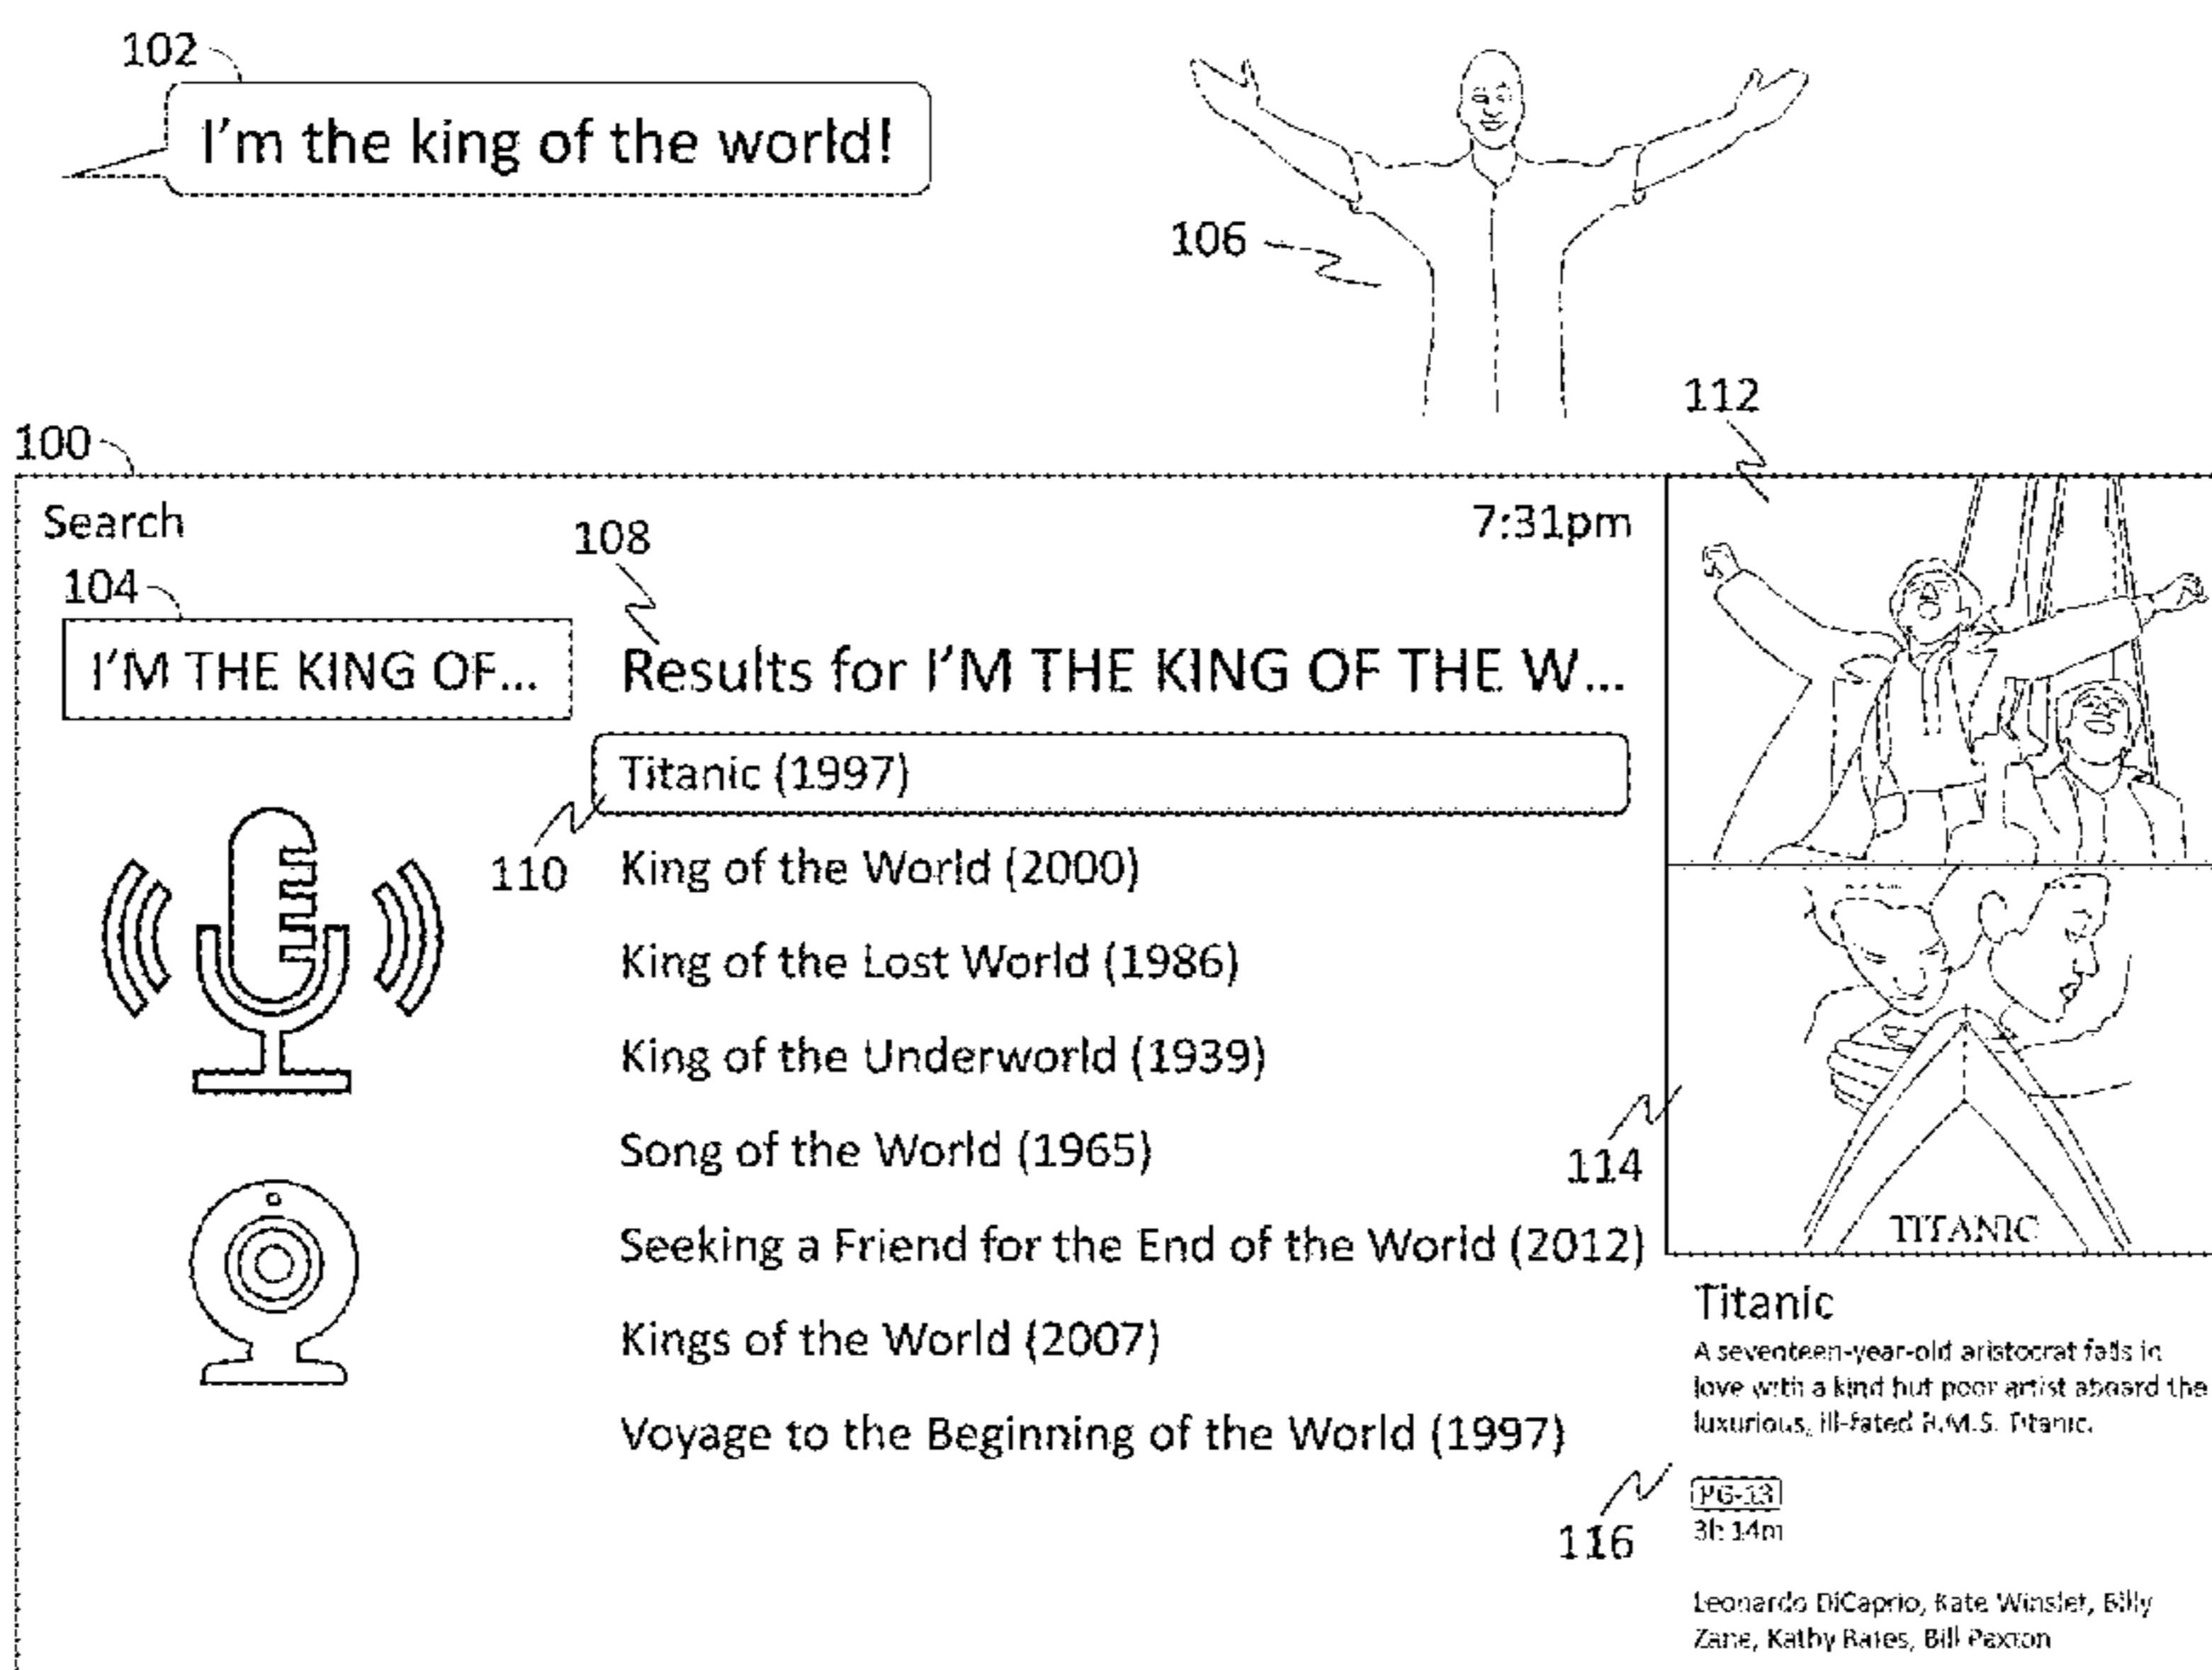 102
I'm the king of the world!
106
112
100
Search
7:31pm
108
104
I'M THE KING OF...
Results for I'M THE KING OF THE W...
Titanic (1997)
110
King of the World (2000)
King of the Lost World (1986)
King of the Underworld (1939)
Song of the World (1965)
114
Seeking a Friend for the End of the World (2012)
Kings of the World (2007)
Voyage to the Beginning of the World (1997)
TITANIC
Titanic
A seventeen-year-old aristocrat falls in
love with a kind but poor artist aboard the
luxurious, ill-fated R.M.S. Titanic.
116
PG-13
3h 14m
Leonardo DiCaprio, Kate Winslet, Billy
Zane, Kathy Bates, Bill Paxton